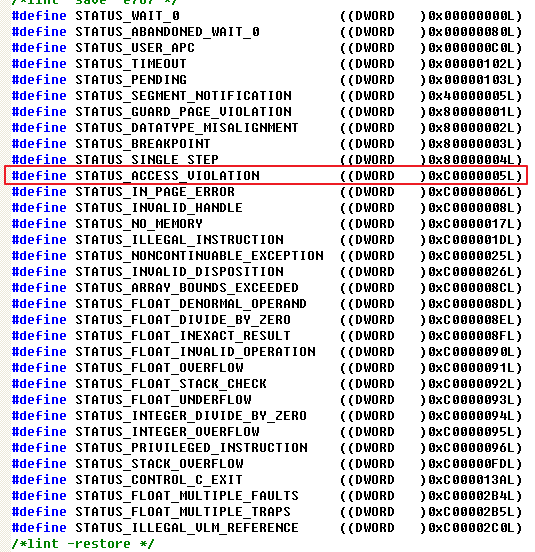 /*lint -save -e767 */
#define STATUS_WAIT_0 ((DWORD )0x00000000L)
#define STATUS_ABANDONED_WAIT_0 ((DWORD )0x00000080L)
#define STATUS_USER_APC ((DWORD )0x000000C0L)
#define STATUS_TIMEOUT ((DWORD )0x00000102L)
#define STATUS_PENDING ((DWORD )0x00000103L)
#define STATUS_SEGMENT_NOTIFICATION ((DWORD )0x40000005L)
#define STATUS_GUARD_PAGE_VIOLATION ((DWORD )0x80000001L)
#define STATUS_DATATYPE_MISALIGNMENT ((DWORD )0x80000002L)
#define STATUS_BREAKPOINT ((DWORD )0x80000003L)
#define STATUS_SINGLE_STEP ((DWORD )0x80000004L)
#define STATUS_ACCESS_VIOLATION ((DWORD )0xC0000005L)
#define STATUS_IN_PAGE_ERROR ((DWORD )0xC0000006L)
#define STATUS_INVALID_HANDLE ((DWORD )0xC0000008L)
#define STATUS_NO_MEMORY ((DWORD )0xC0000017L)
#define STATUS_ILLEGAL_INSTRUCTION ((DWORD )0xC000001DL)
#define STATUS_NONCONTINUABLE_EXCEPTION ((DWORD )0xC0000025L)
#define STATUS_INVALID_DISPOSITION ((DWORD )0xC0000026L)
#define STATUS_ARRAY_BOUNDS_EXCEEDED ((DWORD )0xC000008CL)
#define STATUS_FLOAT_DENORMAL_OPERAND ((DWORD )0xC000008DL)
#define STATUS_FLOAT_DIVIDE_BY_ZERO ((DWORD )0xC000008EL)
#define STATUS_FLOAT_INEXACT_RESULT ((DWORD )0xC000008FL)
#define STATUS_FLOAT_INVALID_OPERATION ((DWORD )0xC0000090L)
#define STATUS_FLOAT_OVERFLOW ((DWORD )0xC0000091L)
#define STATUS_FLOAT_STACK_CHECK ((DWORD )0xC0000092L)
#define STATUS_FLOAT_UNDERFLOW ((DWORD )0xC0000093L)
#define STATUS_INTEGER_DIVIDE_BY_ZERO ((DWORD )0xC0000094L)
#define STATUS_INTEGER_OVERFLOW ((DWORD )0xC0000095L)
#define STATUS_PRIVILEGED_INSTRUCTION ((DWORD )0xC0000096L)
#define STATUS_STACK_OVERFLOW ((DWORD )0xC00000FDL)
#define STATUS_CONTROL_C_EXIT ((DWORD )0xC000013AL)
#define STATUS_FLOAT_MULTIPLE_FAULTS ((DWORD )0xC00002B4L)
#define STATUS_FLOAT_MULTIPLE_TRAPS ((DWORD )0xC00002B5L)
#define STATUS_ILLEGAL_VLM_REFERENCE ((DWORD )0xC00002C0L)
/*lint -restore */